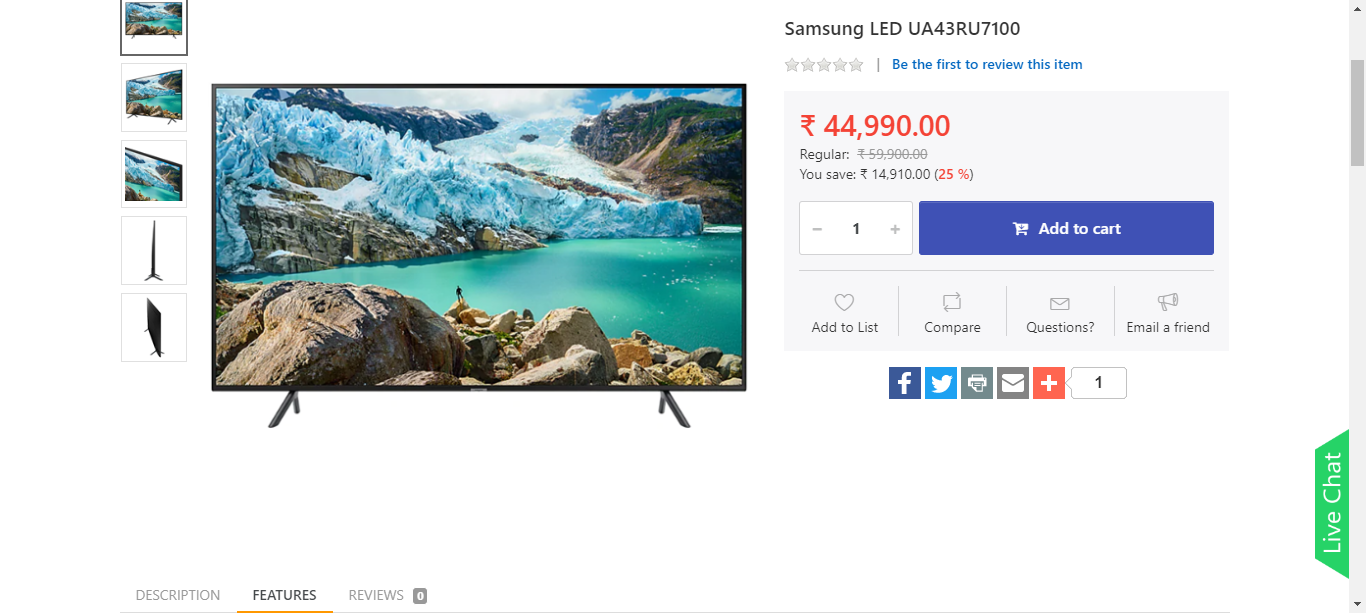 Samsung LED UA43RU7100
| Be the first to review this item
₹ 44,990.00
Regular: ₹ 59,900.00
You save: ₹ 14,910.00 (25 %)
− 1 + Add to cart
Add to List Compare Questions? Email a friend
1
Live Chat
DESCRIPTION FEATURES REVIEWS 0